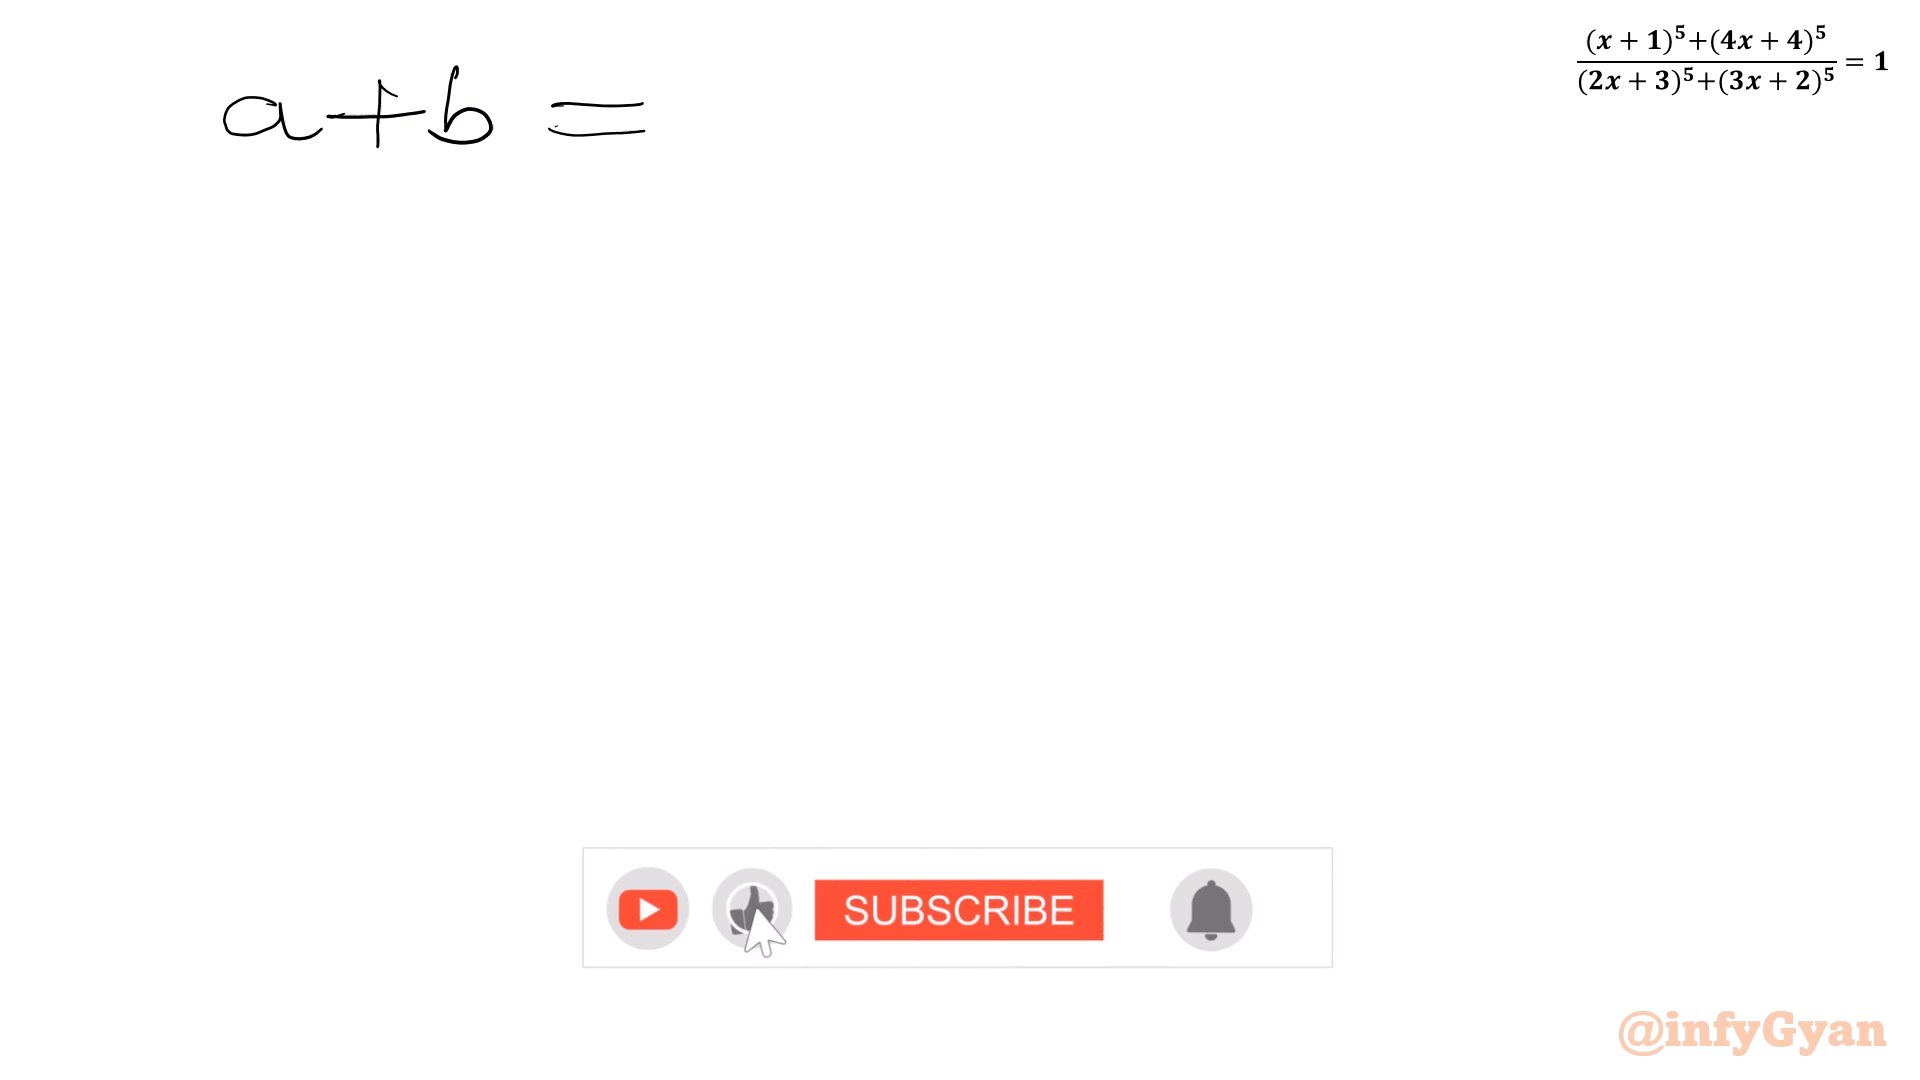 a+b =
(x + 1)⁵+(4x + 4)⁵
(2x + 3)⁵+(3x + 2)⁵ = 1
SUBSCRIBE
@infyGyan